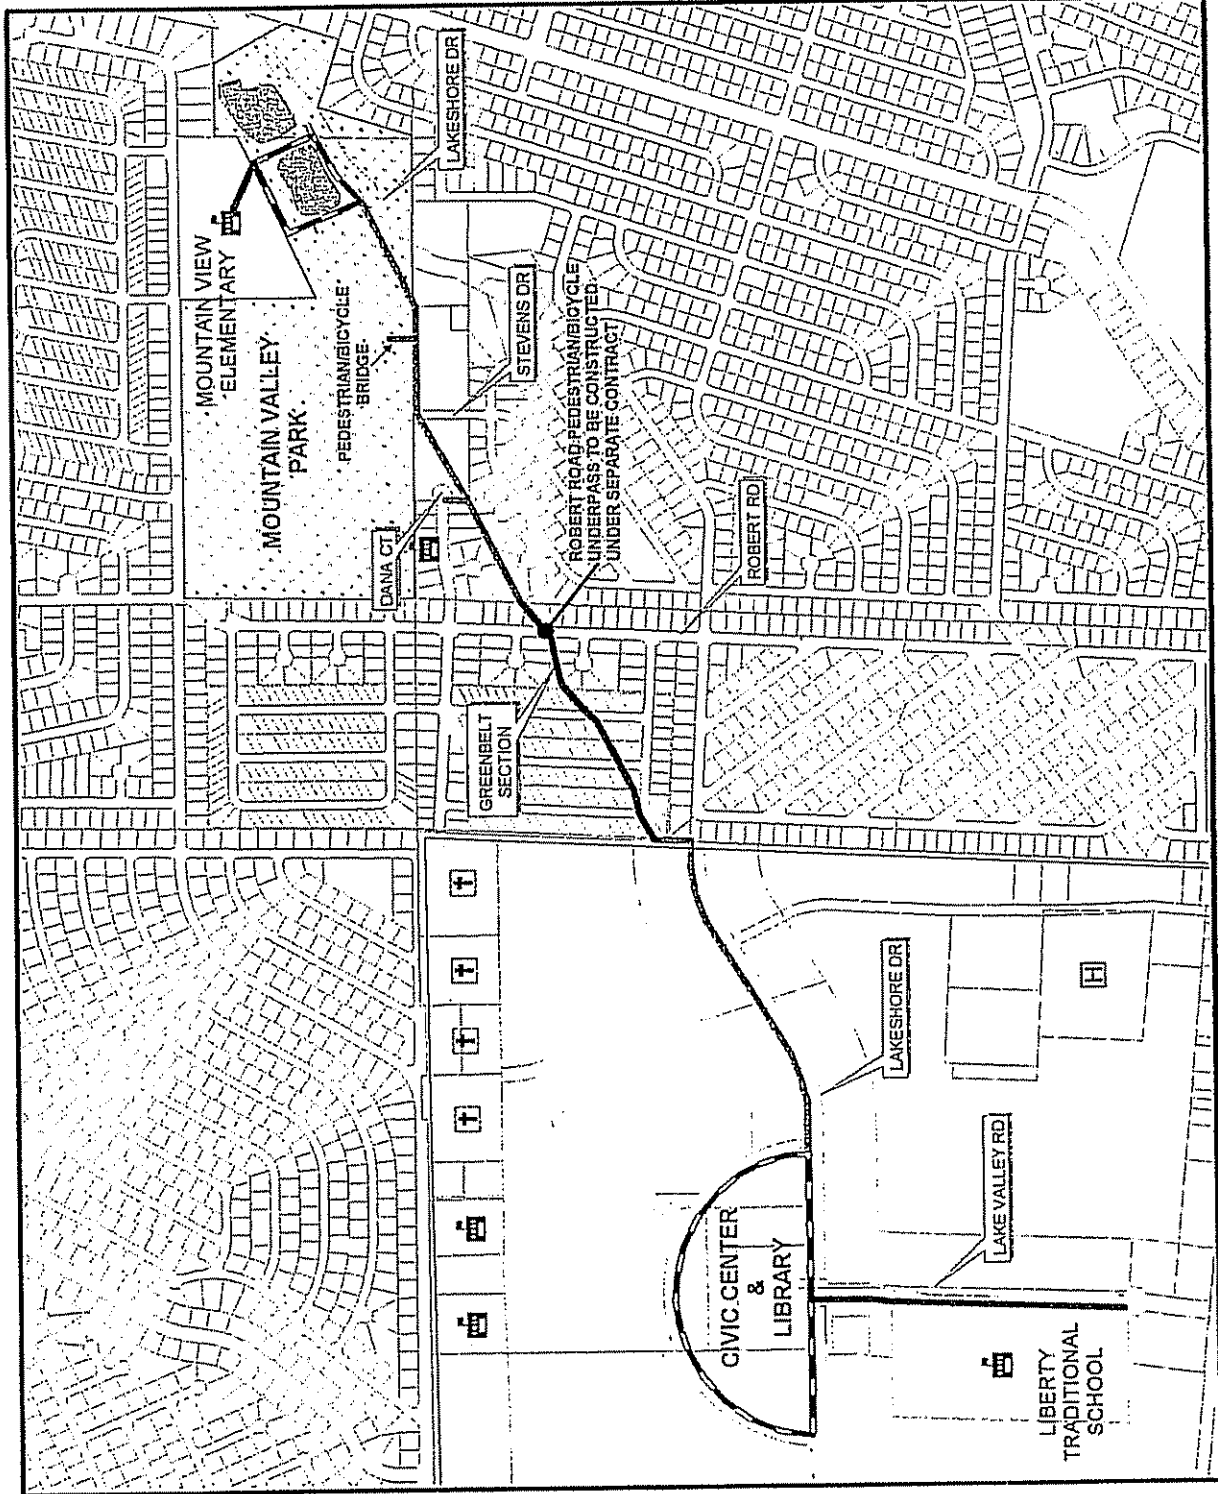 MOUNTAIN VIEW
ELEMENTARY
MOUNTAIN VALLEY
PARK
PEDESTRIAN/BICYCLE
BRIDGE
LAKESHORE DR
STEVENS DR
DANA CT
ROBERT ROAD PEDESTRIAN/BICYCLE
UNDERPASS TO BE CONSTRUCTED
UNDER SEPARATE CONTRACT
ROBERT RD
GREENBELT
SECTION
LAKESHORE DR
H
LAKE VALLEY RD
CIVIC CENTER
&
LIBRARY
LIBERTY
TRADITIONAL
SCHOOL